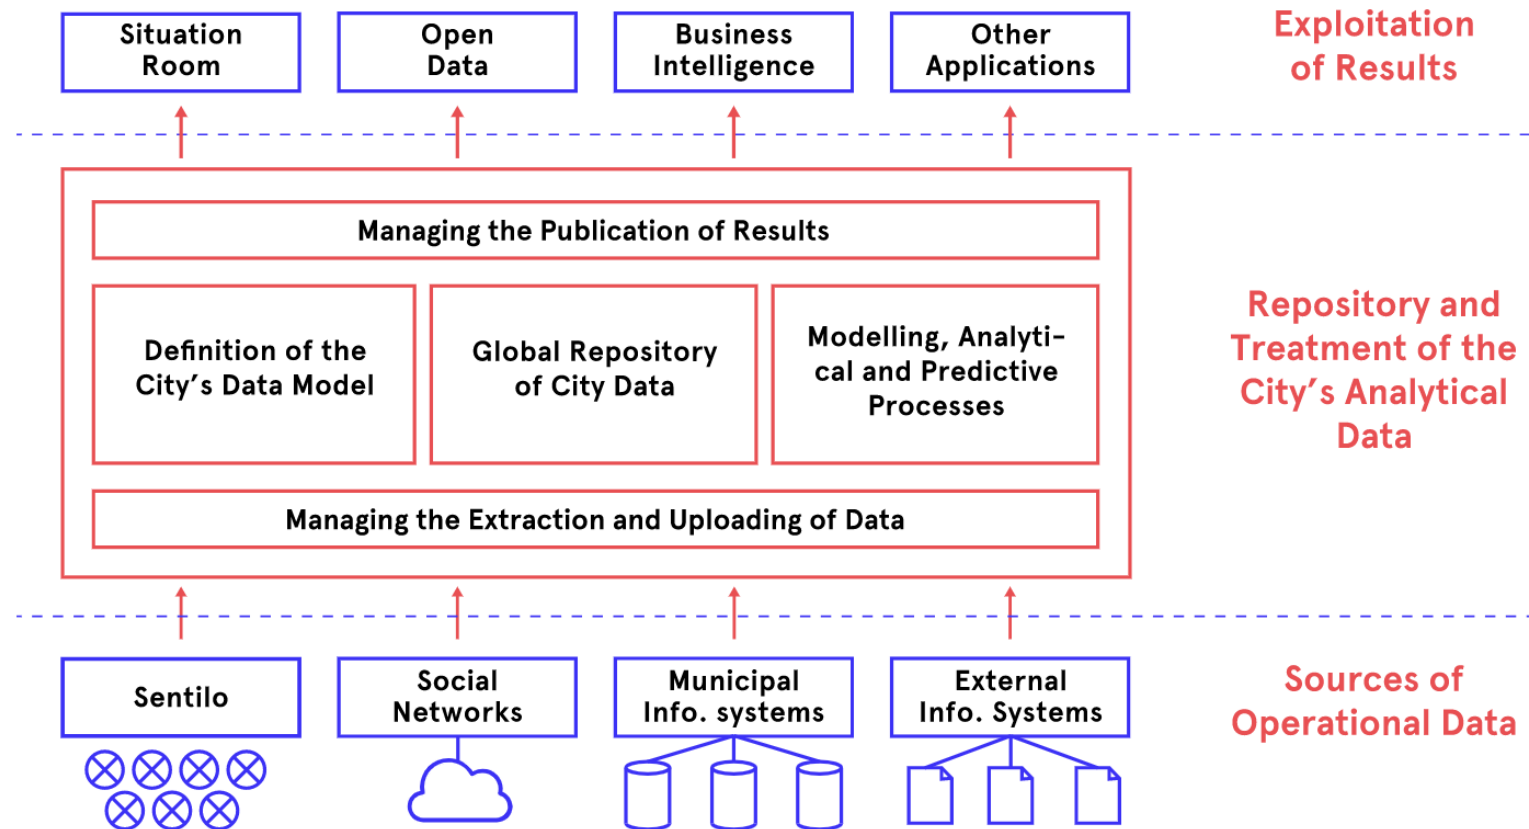 Situation
Room
Open
Data
Business
Intelligence
Other
Applications
Exploitation
of Results
Managing the Publication of Results
Definition of the
City’s Data Model
Global Repository
of City Data
Modelling, Analyti-
cal and Predictive
Processes
Managing the Extraction and Uploading of Data
Repository and
Treatment of the
City’s Analytical
Data
Sentilo
Social
Networks
Municipal
Info. systems
External
Info. Systems
Sources of
Operational Data